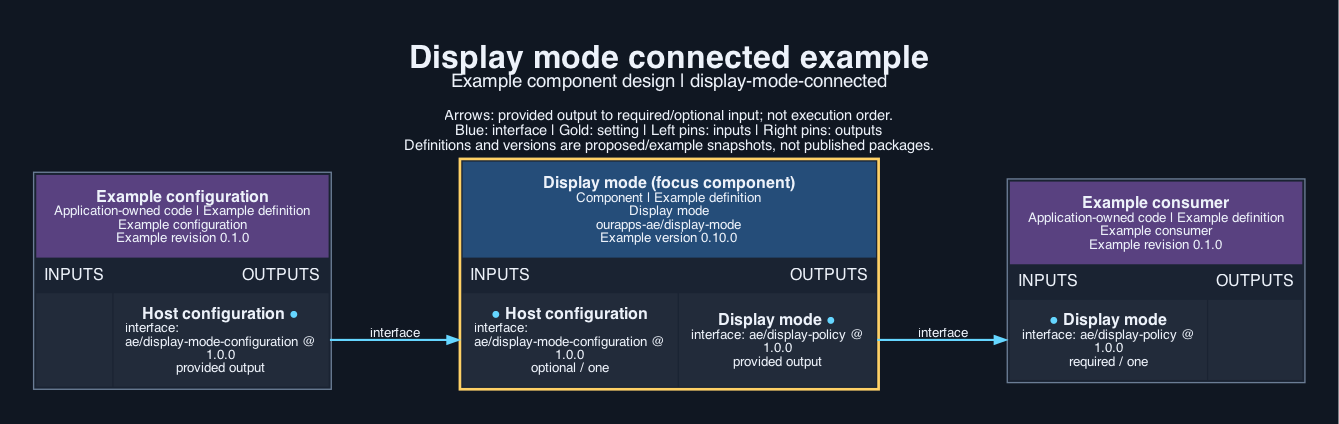 Display mode connected example
Example component design | display-mode-connected
Arrows: provided output to required/optional input; not execution order.
Blue: interface | Gold: setting | Left pins: inputs | Right pins: outputs
Definitions and versions are proposed/example snapshots, not published packages.
Example configuration
Application-owned code | Example definition
Example configuration
Example revision 0.1.0
INPUTS
OUTPUTS
Host configuration
interface:
ae/display-mode-configuration @
1.0.0
provided output
interface
Display mode (focus component)
Component | Example definition
Display mode
ourapps-ae/display-mode
Example version 0.10.0
INPUTS
OUTPUTS
Host configuration
interface:
ae/display-mode-configuration @
1.0.0
optional / one
Display mode
interface: ae/display-policy @
1.0.0
provided output
interface
Example consumer
Application-owned code | Example definition
Example consumer
Example revision 0.1.0
INPUTS
OUTPUTS
Display mode
interface: ae/display-policy @
1.0.0
required / one